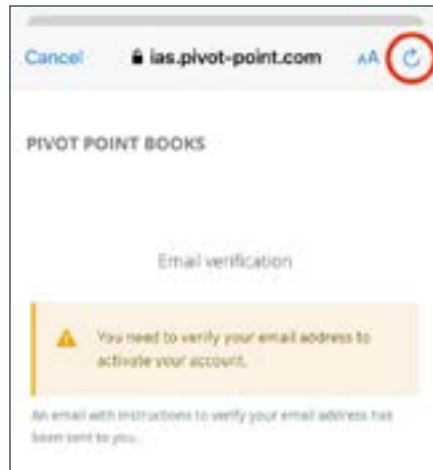 Cancel ias.pivot-point.com AA
PIVOT POINT BOOKS
Email verification
You need to verify your email address to
activate your account.
An email with instructions to verify your email address has
been sent to you.